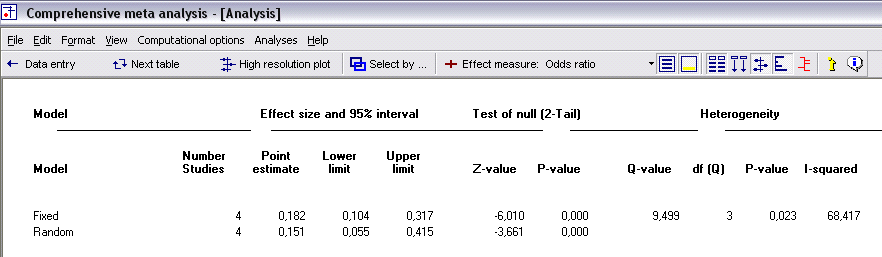 Comprehensive meta analysis - [Analysis]
File Edit Format View Computational options Analyses Help
Data entry Next table High resolution plot Select by ... Effect measure: Odds ratio
Model Effect size and 95% interval Test of null (2-Tail) Heterogeneity
Number Point Lower Upper
Model Studies estimate limit limit Z-value P-value Q-value df (Q) P-value I-squared
Fixed 4 0,182 0,104 0,317 -6,010 0,000 9,499 3 0,023 68,417
Random 4 0,151 0,055 0,415 -3,661 0,000